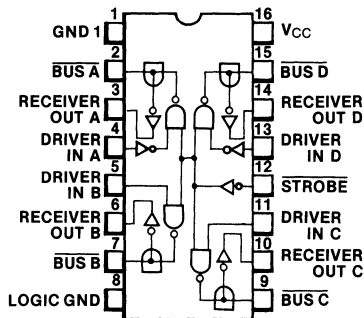 1
GND 1
16
VCC
2
BUS A
15
BUS D
3
RECEIVER
OUT A
14
RECEIVER
OUT D
4
DRIVER
IN A
13
DRIVER
IN D
5
DRIVER
IN B
12
STROBE
6
RECEIVER
OUT B
11
DRIVER
IN C
7
BUS B
10
RECEIVER
OUT C
8
LOGIC GND
9
BUS C